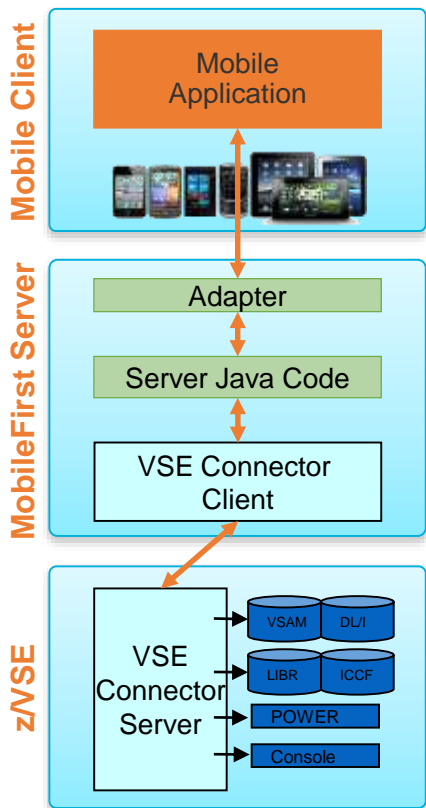 Mobile Client
Mobile
Application
MobileFirst Server
Adapter
Server Java Code
VSE Connector
Client
z/VSE
VSE
Connector
Server
VSAM
DL/I
LIBR
ICCF
POWER
Console